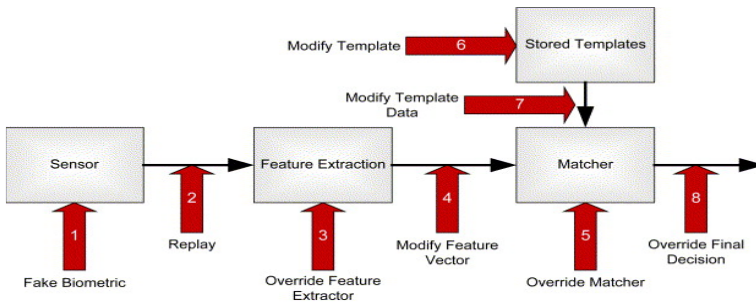 Modify Template
6
Stored Templates
Modify Template
Data
7
Sensor
Feature Extraction
Matcher
1
2
3
4
5
8
Fake Biometric
Replay
Override Feature
Extractor
Modify Feature
Vector
Override Matcher
Override Final
Decision